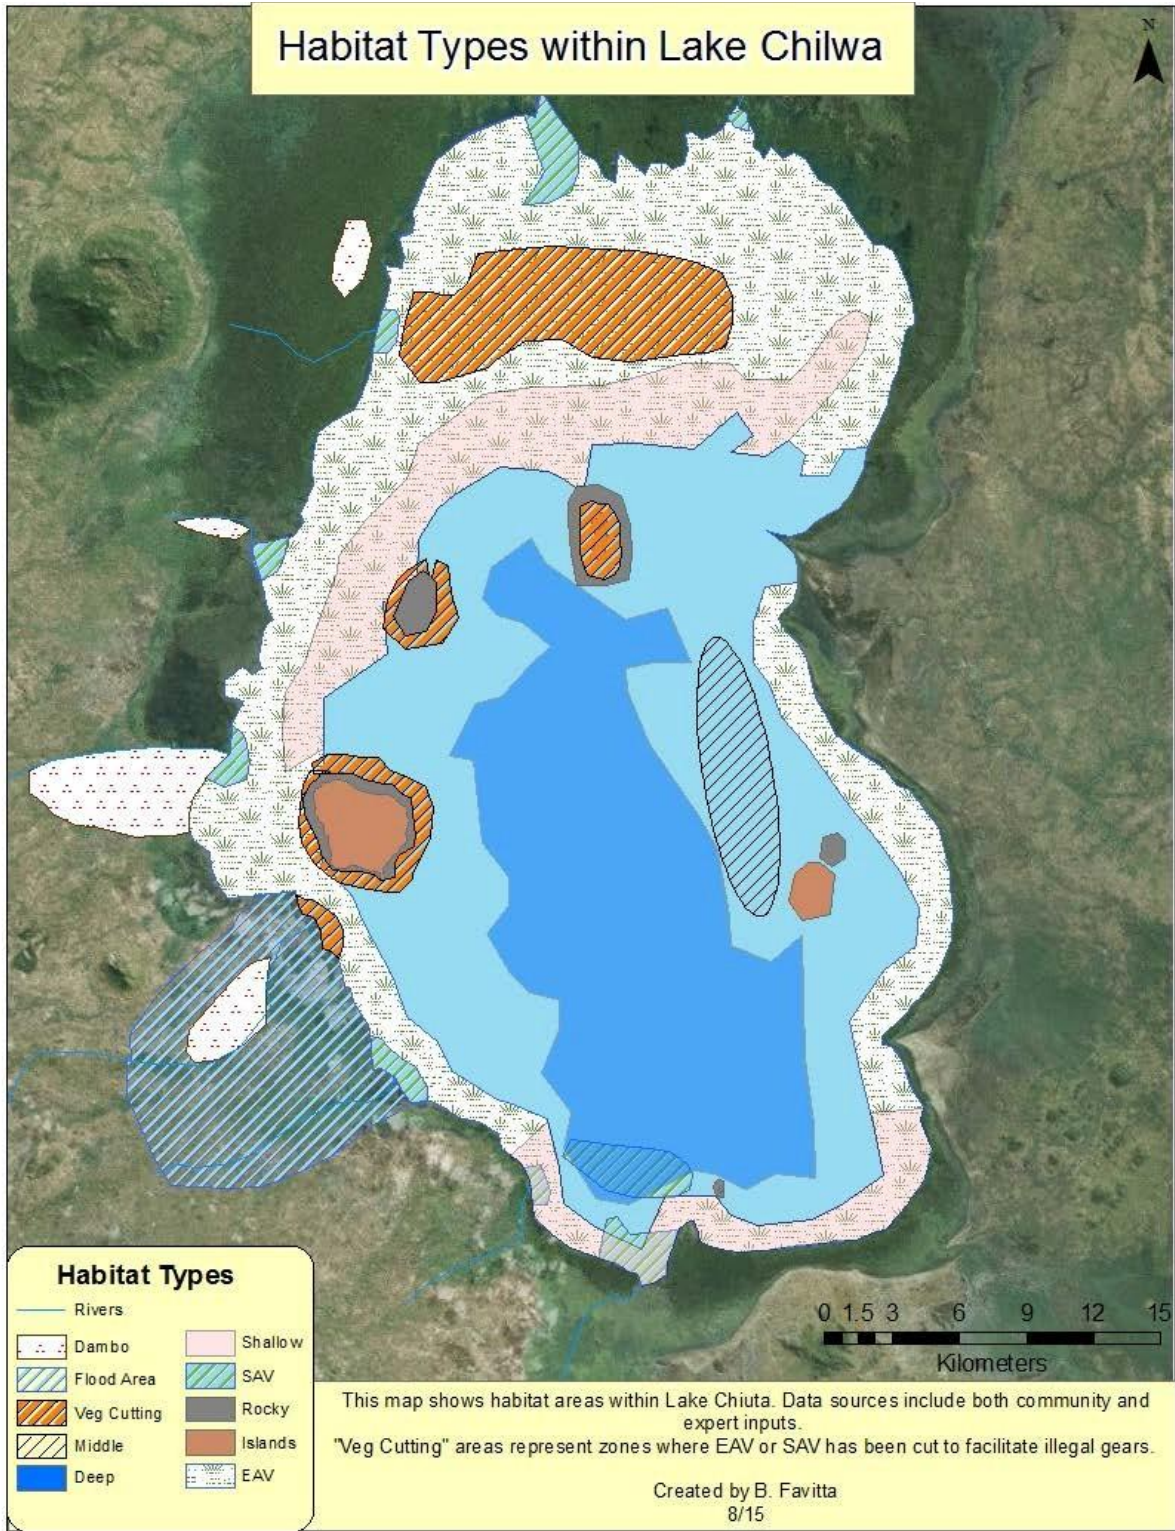 Habitat Types within Lake Chilwa
N
Habitat Types
Rivers
Dambo
Flood Area
Veg Cutting
Middle
Deep
Shallow
SAV
Rocky
Islands
EAV
0 1.5 3 6 9 12 15
Kilometers
This map shows habitat areas within Lake Chiuta. Data sources include both community and
expert inputs.
"Veg Cutting" areas represent zones where EAV or SAV has been cut to facilitate illegal gears.
Created by B. Favitta
8/15